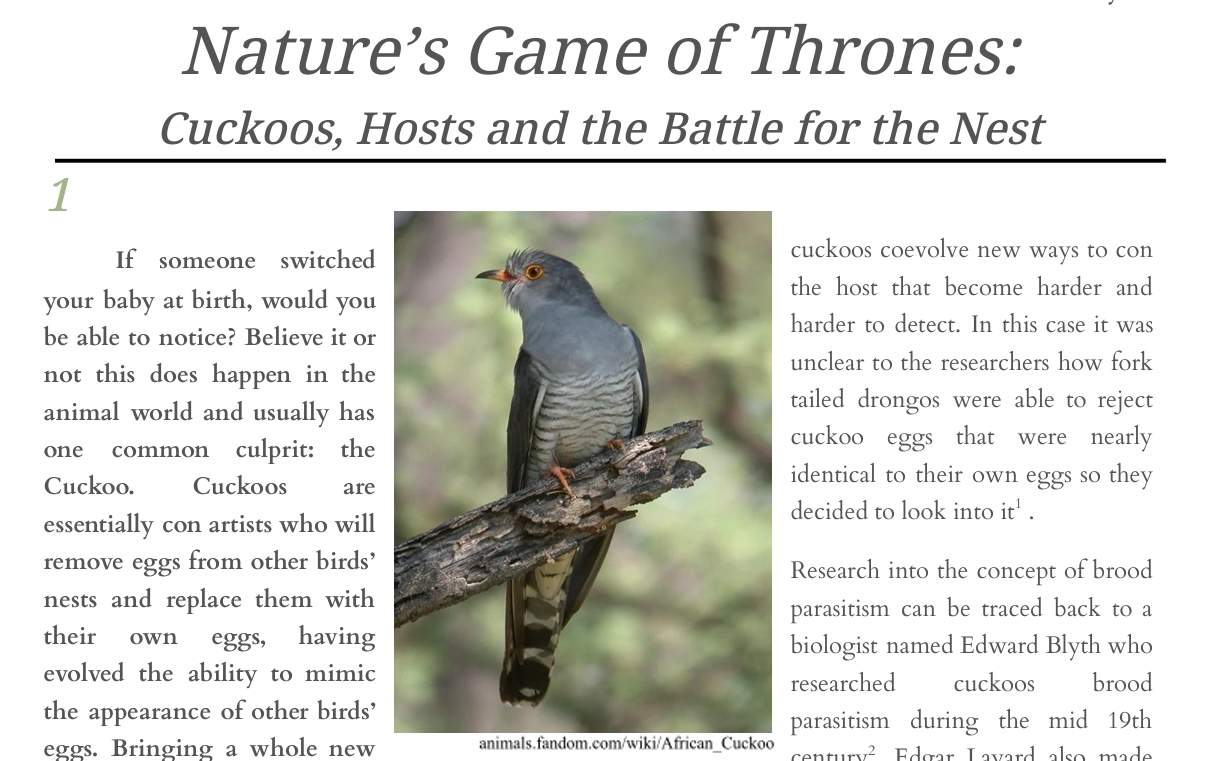 Nature’s Game of Thrones:
Cuckoos, Hosts and the Battle for the Nest
1
If someone switched
your baby at birth, would you
be able to notice? Believe it or
not this does happen in the
animal world and usually has
one common culprit: the
Cuckoo. Cuckoos are
essentially con artists who will
remove eggs from other birds’
nests and replace them with
their own eggs, having
evolved the ability to mimic
the appearance of other birds’
eggs. Bringing a whole new
animals.fandom.com/wiki/African_Cuckoo
cuckoos coevolve new ways to con
the host that become harder and
harder to detect. In this case it was
unclear to the researchers how fork
tailed drongos were able to reject
cuckoo eggs that were nearly
identical to their own eggs so they
decided to look into it¹ .
Research into the concept of brood
parasitism can be traced back to a
biologist named Edward Blyth who
researched cuckoos brood
parasitism during the mid 19th
century². Edgar Layard also made